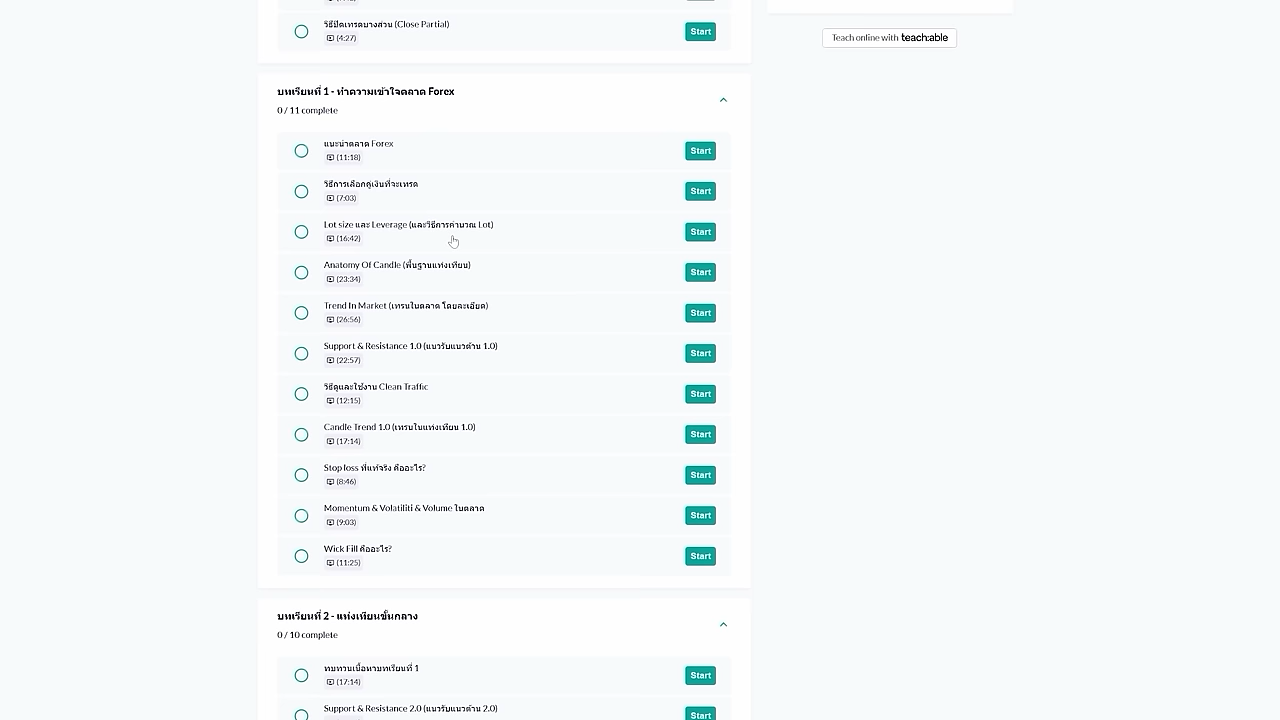 วิธีปิดเทรดบางส่วน (Close Partial)
(4:27)
Start
Teach online with teach:able
บทเรียนที่ 1 - ทำความเข้าใจตลาด Forex
0 / 11 complete
แนะนำตลาด Forex
(11:18)
Start
วิธีการเลือกคู่เงินที่จะเทรด
(7:03)
Start
Lot size และ Leverage (และวิธีการคำนวณ Lot)
(16:42)
Start
Anatomy Of Candle (พื้นฐานแท่งเทียน)
(23:34)
Start
Trend In Market (เทรนในตลาด โดยละเอียด)
(26:56)
Start
Support & Resistance 1.0 (แนวรับแนวต้าน 1.0)
(22:57)
Start
วิธีดูและใช้งาน Clean Traffic
(12:15)
Start
Candle Trend 1.0 (เทรนในแท่งเทียน 1.0)
(17:14)
Start
Stop loss ที่แท้จริง คืออะไร?
(8:46)
Start
Momentum & Volatiliti & Volume ในตลาด
(9:03)
Start
Wick Fill คืออะไร?
(11:25)
Start
บทเรียนที่ 2 - แท่งเทียนขั้นกลาง
0 / 10 complete
ทบทวนเนื้อหาบทเรียนที่ 1
(17:14)
Start
Support & Resistance 2.0 (แนวรับแนวต้าน 2.0)
Start